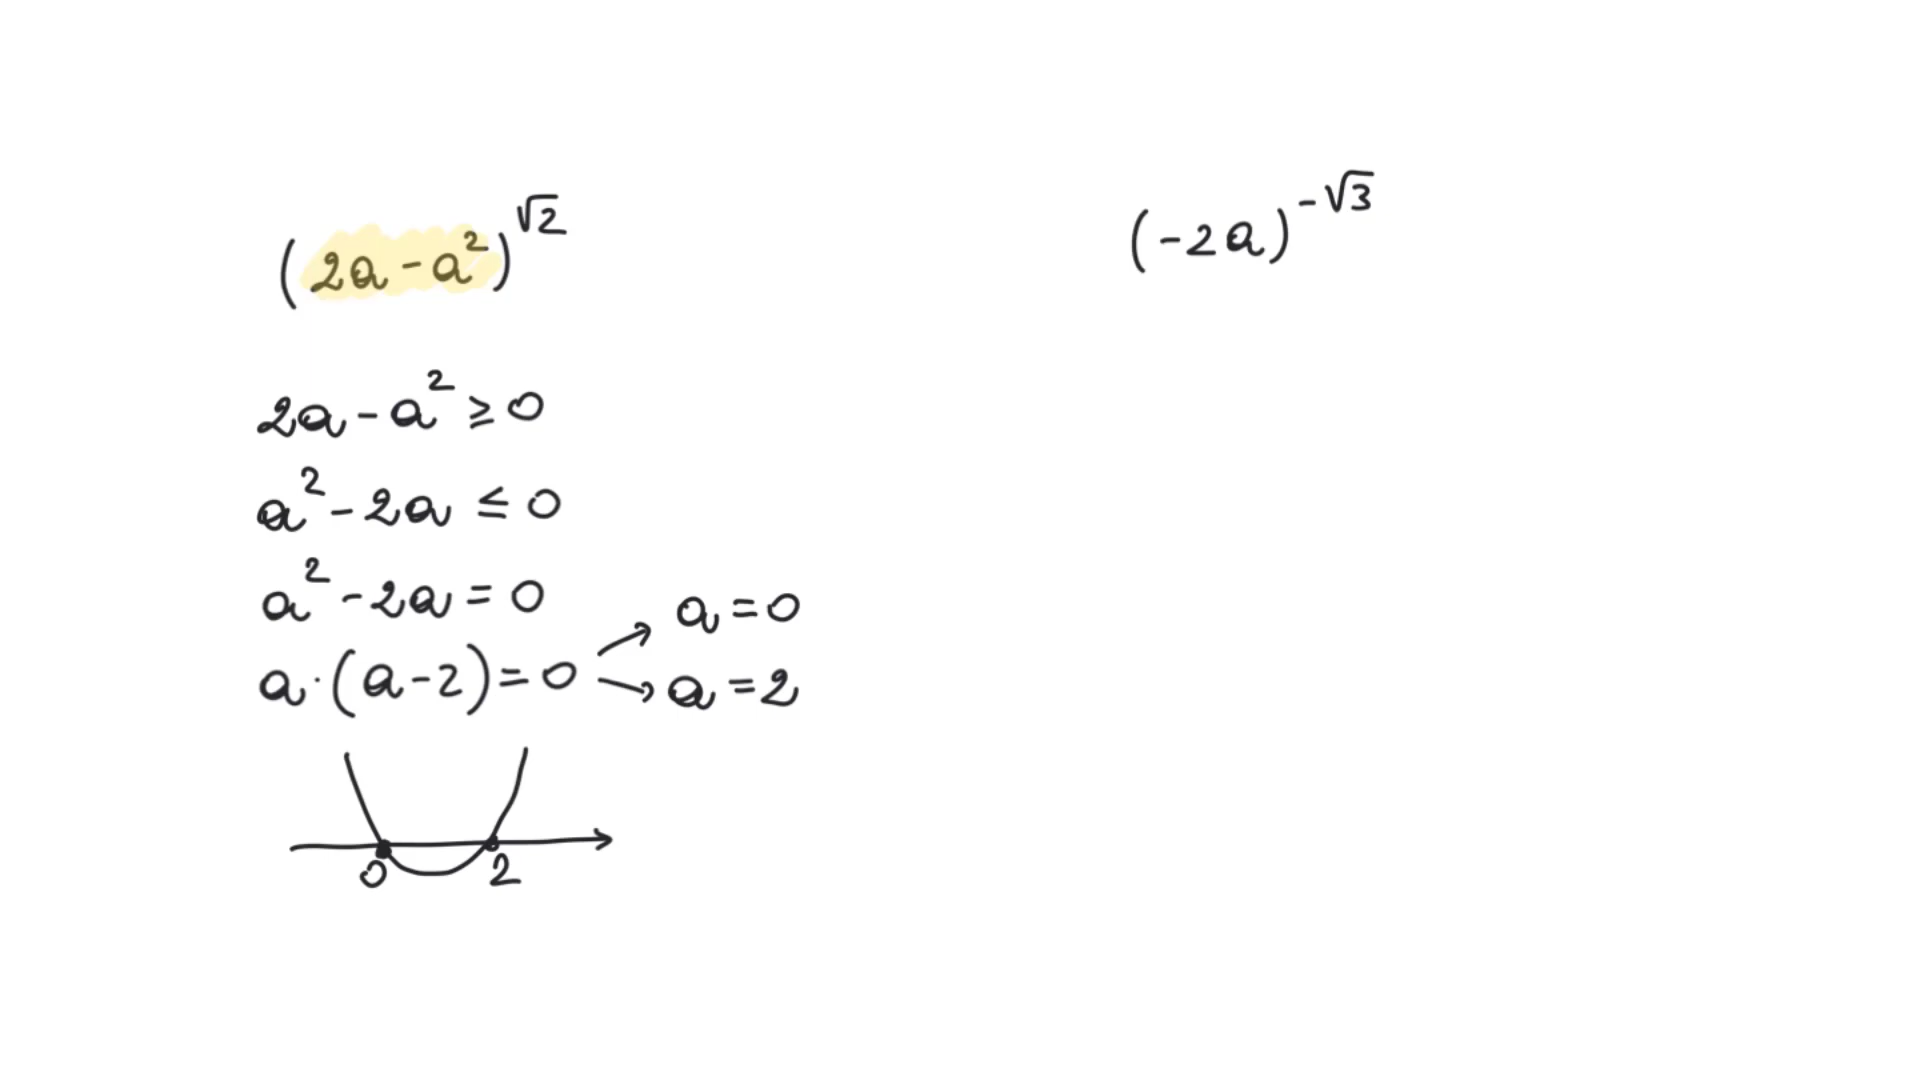 (2a - a²)^√2
2a - a² ≥ 0
a² - 2a ≤ 0
a² - 2a = 0
a · (a - 2) = 0 → a = 0
→ a = 2
0 2
(-2a)^-√3